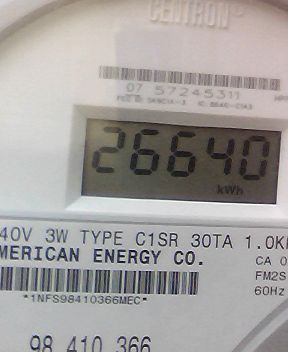 CENTRON®
07 57245311
26640
kWh
40V 3W TYPE C1SR 30TA 1.0K
MERICAN ENERGY CO.
CA 0
FM2S
60Hz
*1NFS98410366MEC*
98 410 366